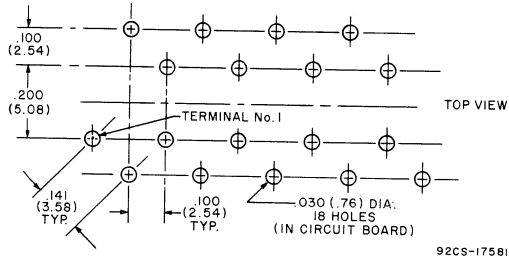 .100
(2.54)
.200
(5.08)
TOP VIEW
TERMINAL No. 1
.141
(3.58)
TYP.
.100
(2.54)
TYP.
.030 (.76) DIA.
18 HOLES
(IN CIRCUIT BOARD)
92CS-17581